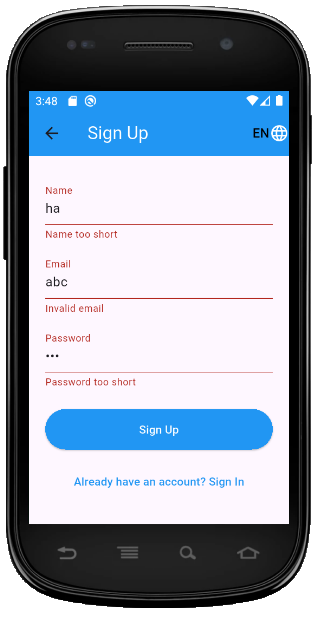 3:48
Sign Up
EN
Name
ha
Name too short
Email
abc
Invalid email
Password
•••
Password too short
Sign Up
Already have an account? Sign In